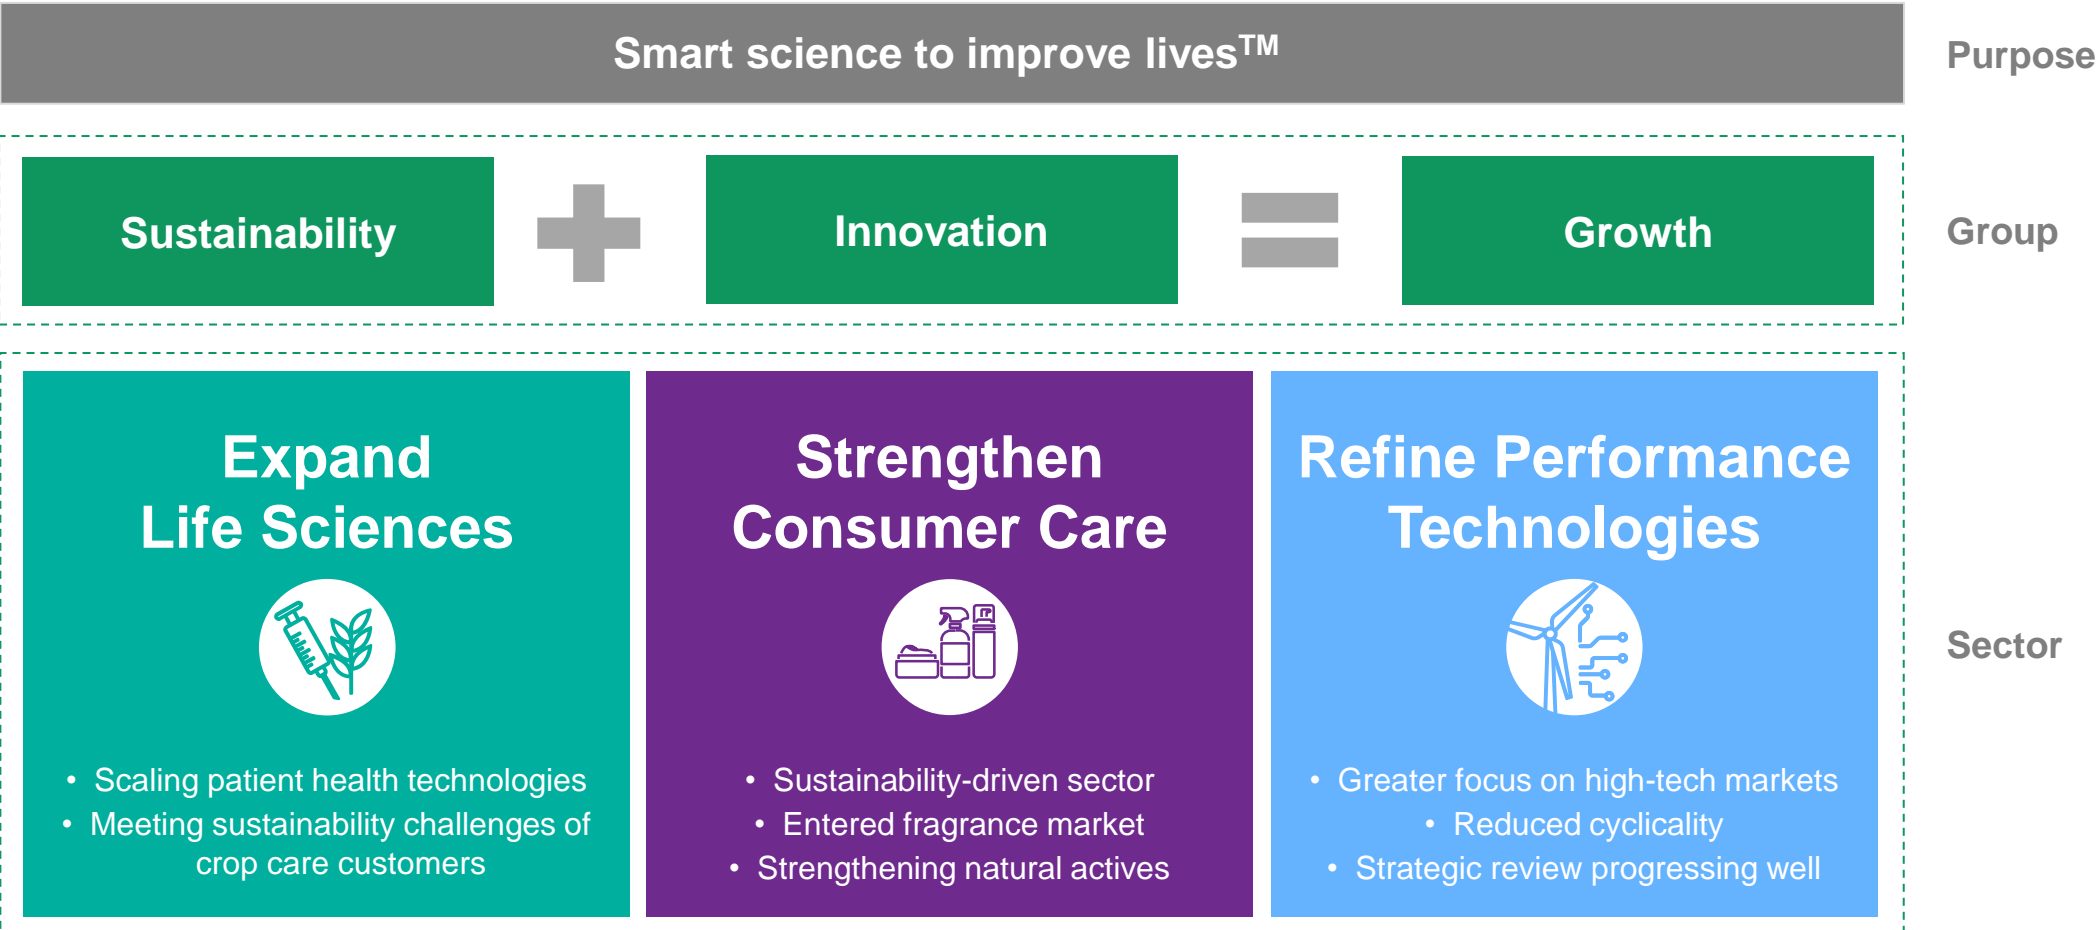 Smart science to improve lives™
Purpose
Sustainability
Innovation
Growth
Group
Expand
Life Sciences
• Scaling patient health technologies
• Meeting sustainability challenges of
crop care customers
Strengthen
Consumer Care
• Sustainability-driven sector
• Entered fragrance market
• Strengthening natural actives
Refine Performance
Technologies
• Greater focus on high-tech markets
• Reduced cyclicality
• Strategic review progressing well
Sector